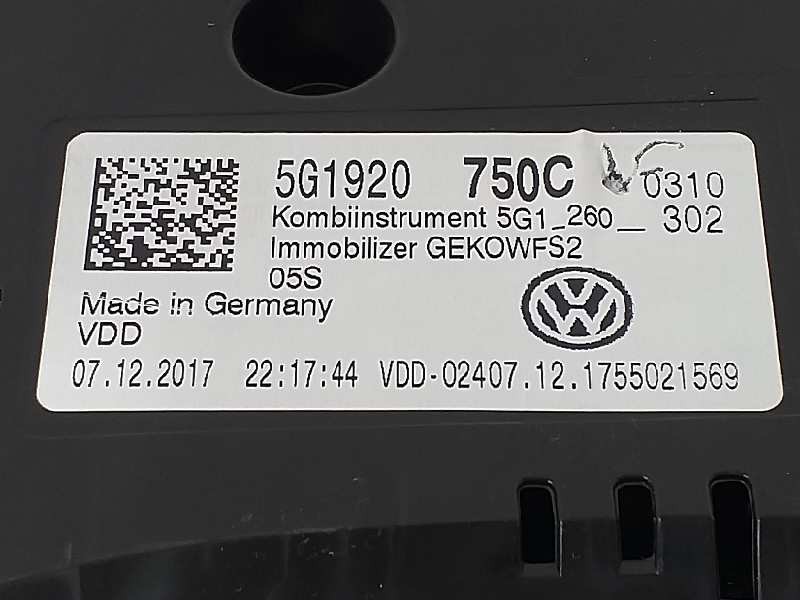 5G1920 750C 0310
Kombiinstrument 5G1_260__ 302
Immobilizer GEKOWFS2
05S
Made in Germany
VDD
07.12.2017 22:17:44 VDD-02407.12.1755021569